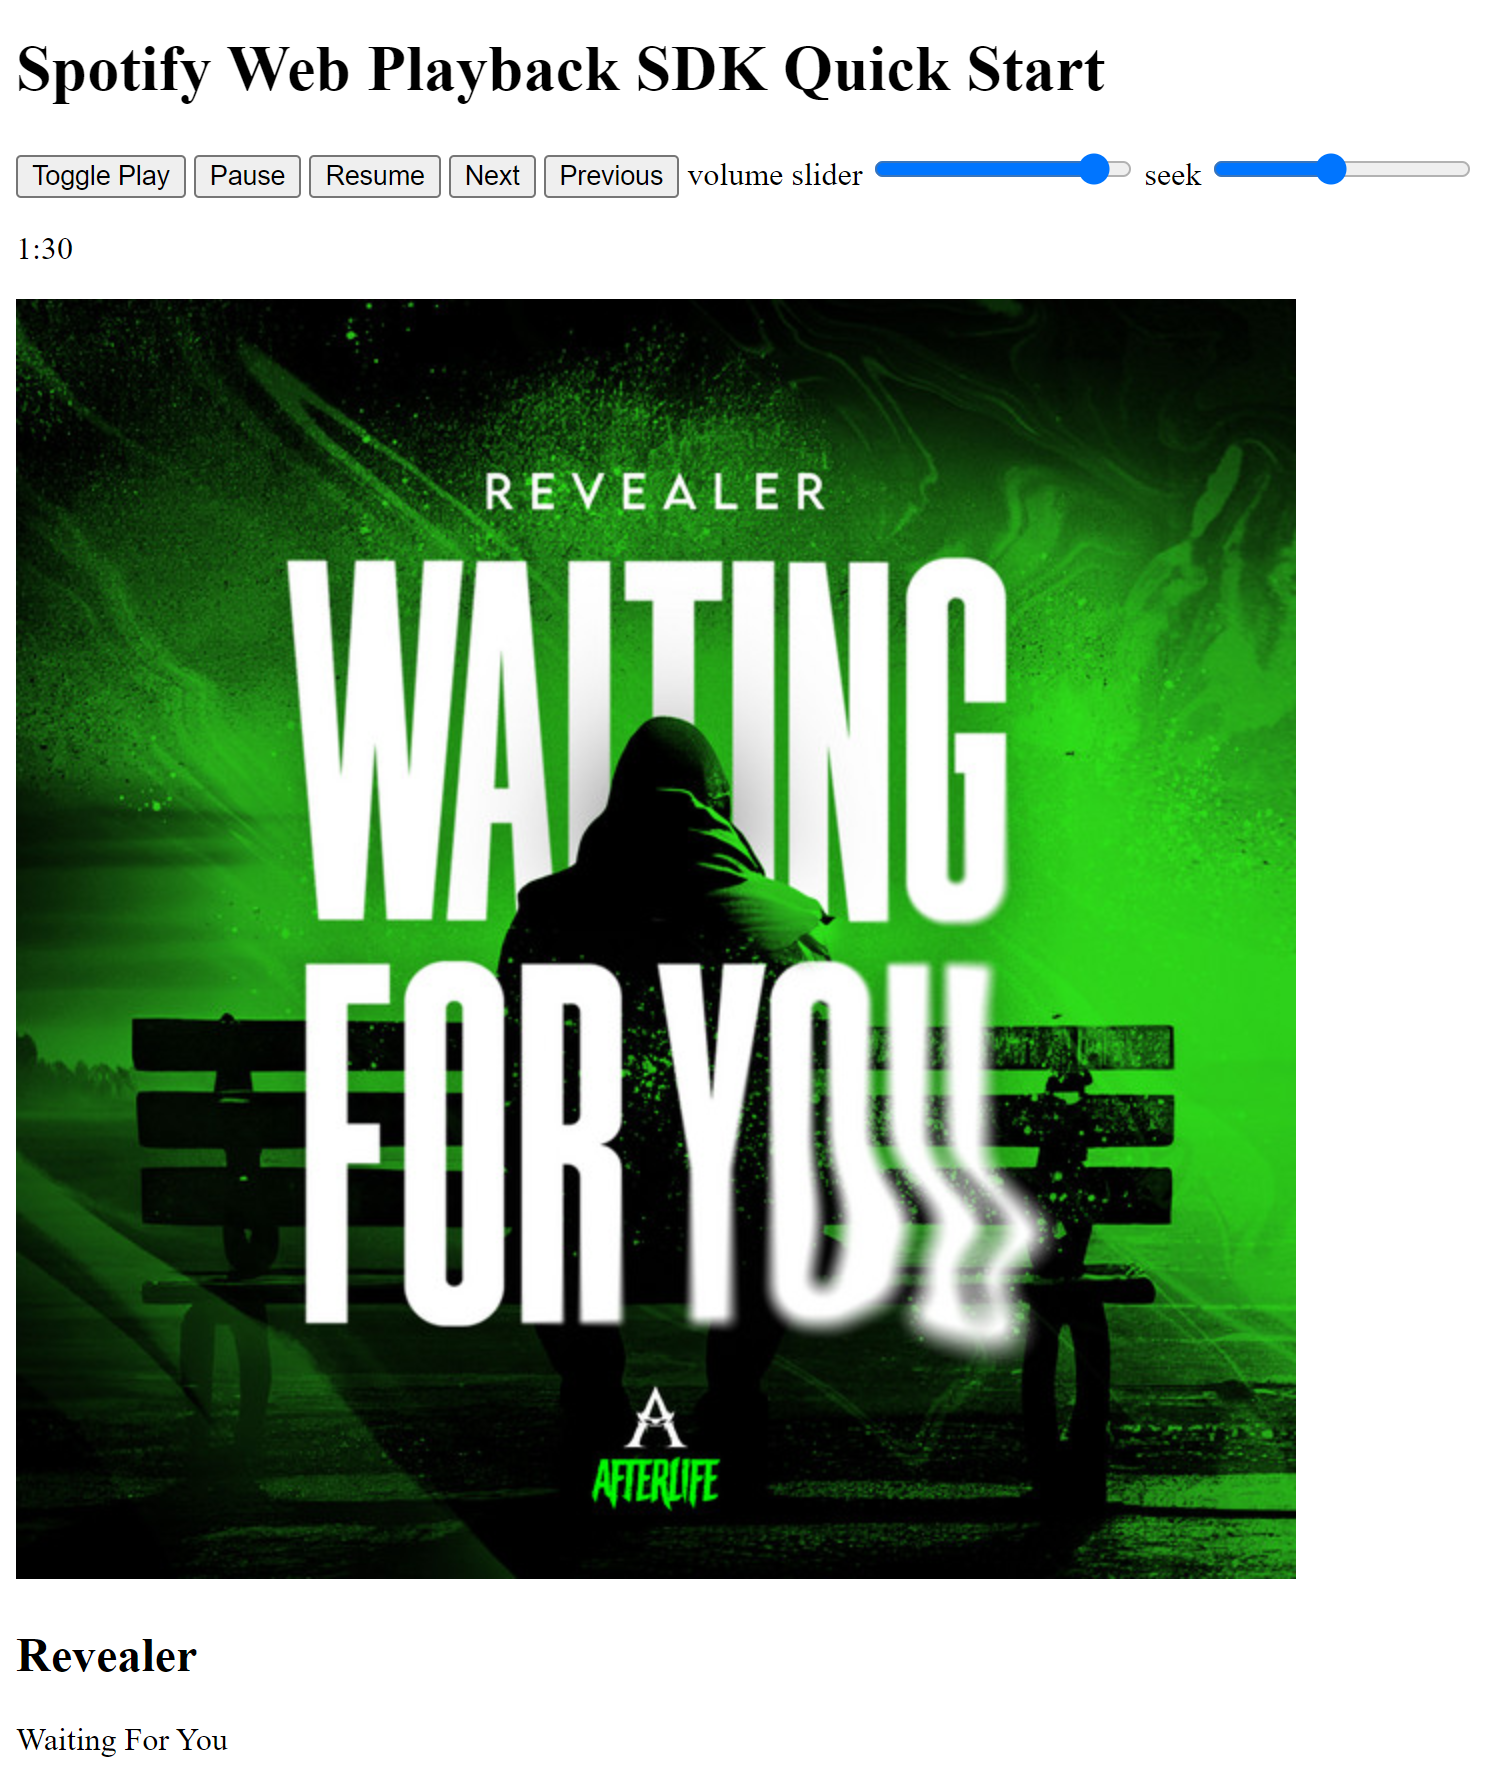 Spotify Web Playback SDK Quick Start
Toggle Play Pause Resume Next Previous volume slider seek
1:30
REVEALER
WAITING
FOR YOU
AFTERLIFE
Revealer
Waiting For You